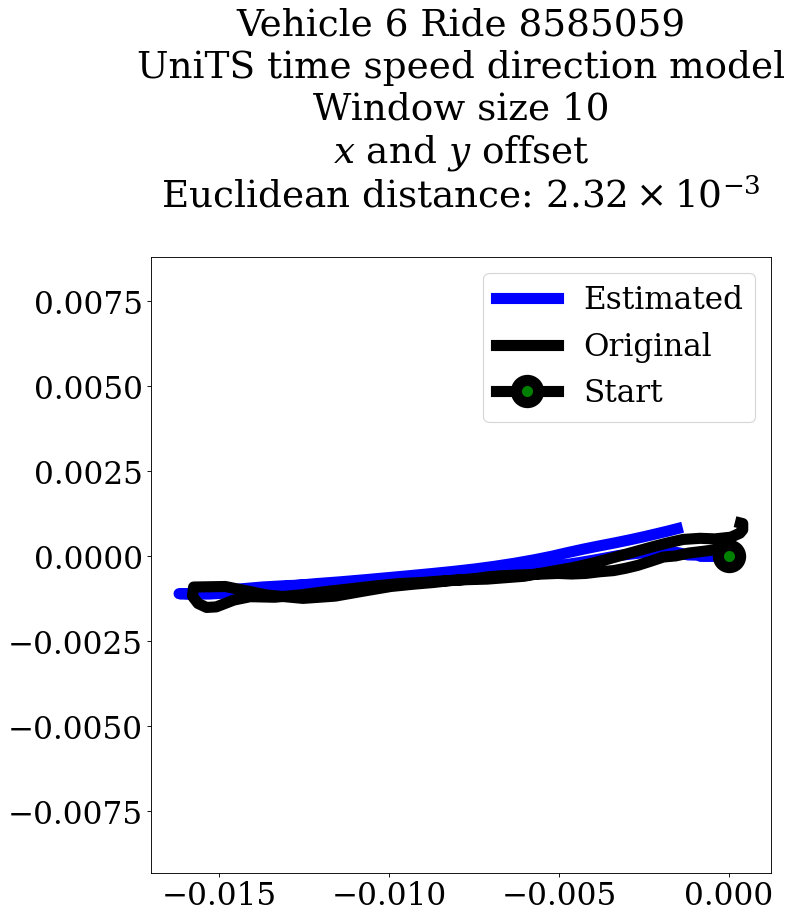 Vehicle 6 Ride 8585059
UniTS time speed direction model
Window size 10
x and y offset
Euclidean distance: 2.32 × 10⁻³
Estimated
Original
Start
0.0075
0.0050
0.0025
0.0000
−0.0025
−0.0050
−0.0075
−0.015 −0.010 −0.005 0.000